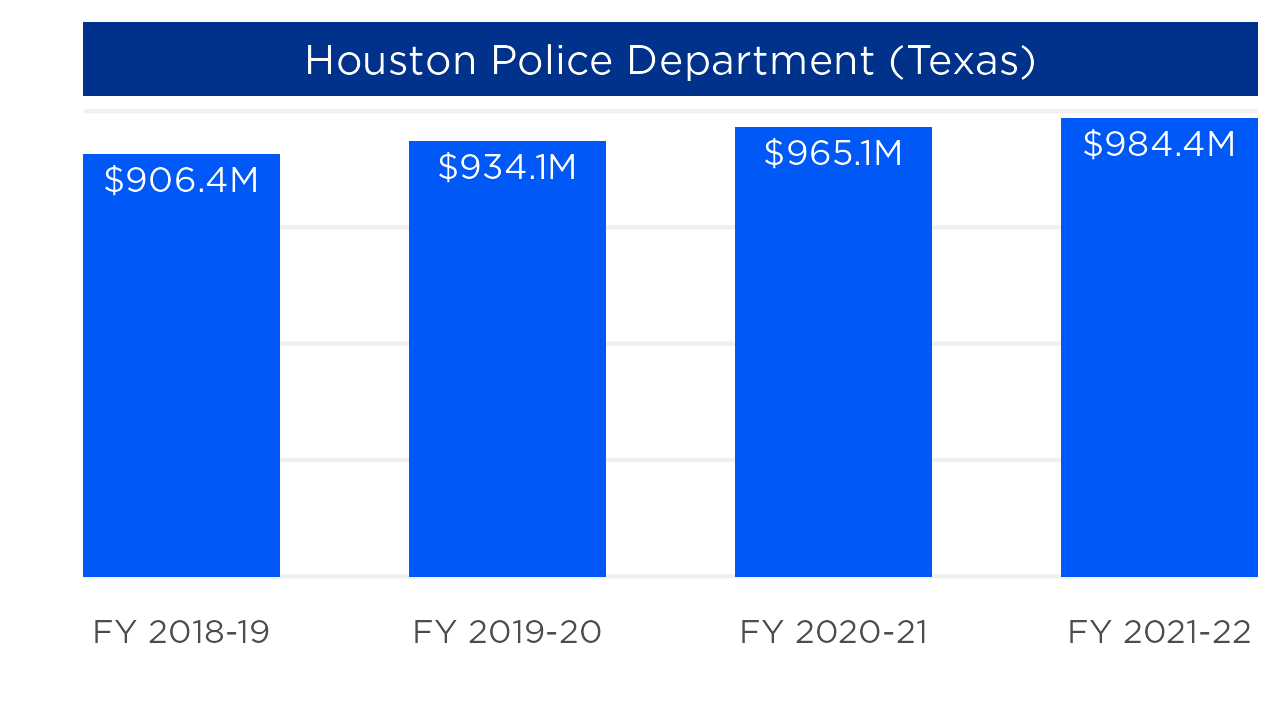 Houston Police Department (Texas)
$906.4M
$934.1M
$965.1M
$984.4M
FY 2018-19
FY 2019-20
FY 2020-21
FY 2021-22